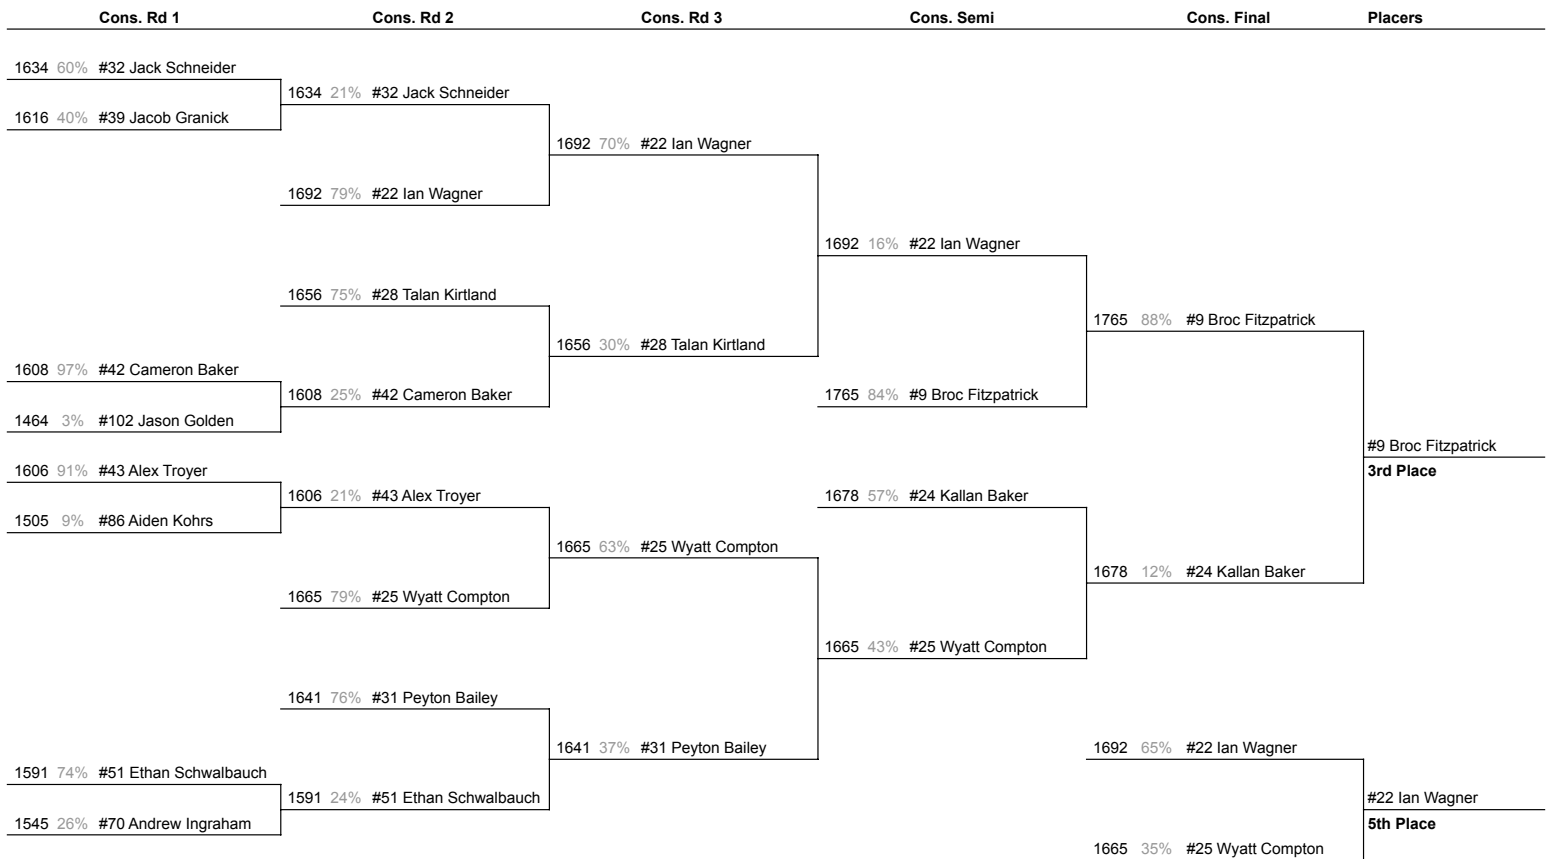 Cons. Rd 1 Cons. Rd 2 Cons. Rd 3 Cons. Semi Cons. Final Placers
1634 60% #32 Jack Schneider
1634 21% #32 Jack Schneider
1616 40% #39 Jacob Granick
1692 70% #22 Ian Wagner
1692 79% #22 Ian Wagner
1692 16% #22 Ian Wagner
1656 75% #28 Talan Kirtland
1765 88% #9 Broc Fitzpatrick
1656 30% #28 Talan Kirtland
1608 97% #42 Cameron Baker
1608 25% #42 Cameron Baker
1765 84% #9 Broc Fitzpatrick
1464 3% #102 Jason Golden
#9 Broc Fitzpatrick
1606 91% #43 Alex Troyer
3rd Place
1606 21% #43 Alex Troyer
1678 57% #24 Kallan Baker
1505 9% #86 Aiden Kohrs
1665 63% #25 Wyatt Compton
1678 12% #24 Kallan Baker
1665 79% #25 Wyatt Compton
1665 43% #25 Wyatt Compton
1641 76% #31 Peyton Bailey
1641 37% #31 Peyton Bailey
1692 65% #22 Ian Wagner
1591 74% #51 Ethan Schwalbauch
1591 24% #51 Ethan Schwalbauch
#22 Ian Wagner
1545 26% #70 Andrew Ingraham
5th Place
1665 35% #25 Wyatt Compton